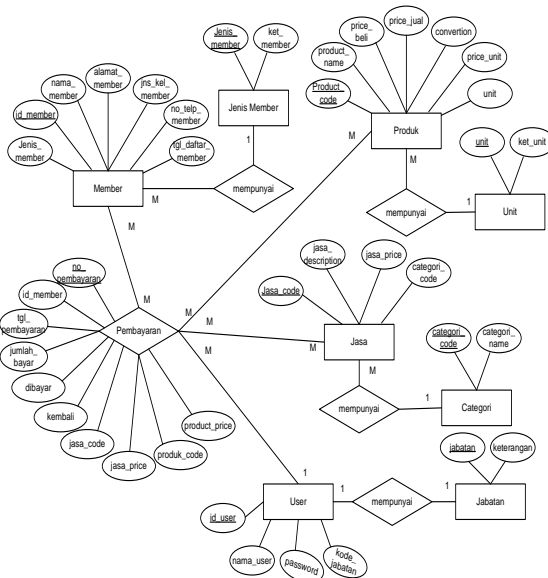 Jenis_
member
ket_
member
Jenis Member
1
mempunyai
M
alamat_
member
nama_
member
jns_kel_
member
id_member
no_telp_
member
Jenis_
member
tgl_daftar_
member
Member
M
price_
beli
price_jual
convertion
product_
name
price_unit
Product_
code
unit
Produk
M
M
mempunyai
1
unit
ket_unit
Unit
no_
pembayaran
id_member
tgl_
pembayaran
jumlah_
bayar
dibayar
kembali
jasa_code
jasa_price
produk_code
product_price
Pembayaran
M
M
M
M
jasa_
description
jasa_price
categori_
code
Jasa_code
Jasa
M
M
mempunyai
1
categori_
code
categori_
name
Categori
1
User
1
mempunyai
1
jabatan
keterangan
Jabatan
id_user
nama_user
password
kode_
jabatan